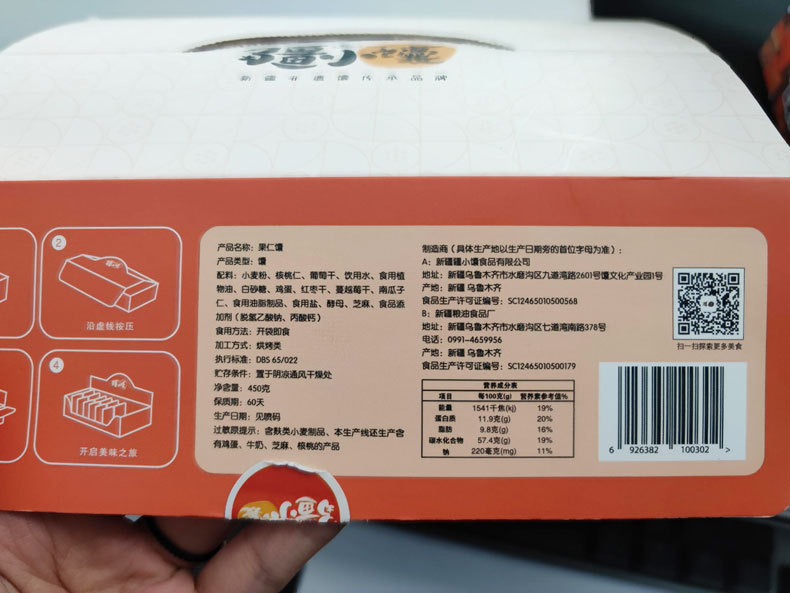 疆小馕
新疆非遗馕传承品牌
2
沿虚线按压
4
开启美味之旅
产品名称：果仁馕
产品类型：馕
配料：小麦粉、核桃仁、葡萄干、饮用水、食用植
物油、白砂糖、鸡蛋、红枣干、蔓越莓干、南瓜子
仁、食用油脂制品、食用盐、酵母、芝麻、食品添
加剂（脱氢乙酸钠、丙酸钙）
食用方法：开袋即食
加工方式：烘烤类
执行标准：DBS 65/022
贮存条件：置于阴凉通风干燥处
净含量：450克
保质期：60天
生产日期：见喷码
过敏原提示：含麸类小麦制品、本生产线还生产含
有鸡蛋、牛奶、芝麻、核桃的产品
制造商（具体生产地以生产日期旁的首位字母为准）：
A：新疆疆小馕食品有限公司
地址：新疆乌鲁木齐市水磨沟区九道湾路2601号馕文化产业园1号
产地：新疆 乌鲁木齐
食品生产许可证编号：SC12465010500568
B：新疆粮油食品厂
地址：新疆乌鲁木齐市水磨沟区七道湾南路378号
电话：0991-4659956
产地：新疆 乌鲁木齐
食品生产许可证编号：SC12465010500179
营养成分表
项目 每100克(g) 营养素参考值%
能量 1541千焦(kj) 19%
蛋白质 11.9克(g) 20%
脂肪 9.8克(g) 16%
碳水化合物 57.4克(g) 19%
钠 220毫克(mg) 11%
扫一扫探索更多美食
6 926382 100302 >